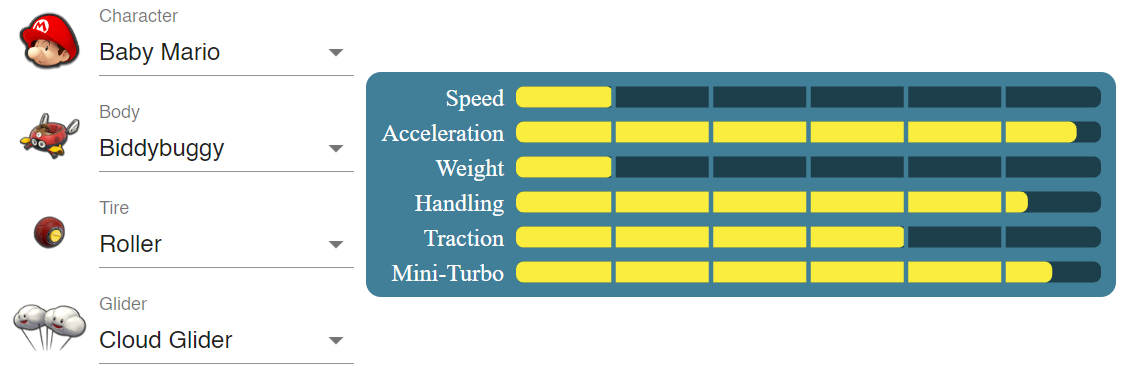 Character
Baby Mario
Body
Biddybuggy
Tire
Roller
Glider
Cloud Glider
Speed
Acceleration
Weight
Handling
Traction
Mini-Turbo